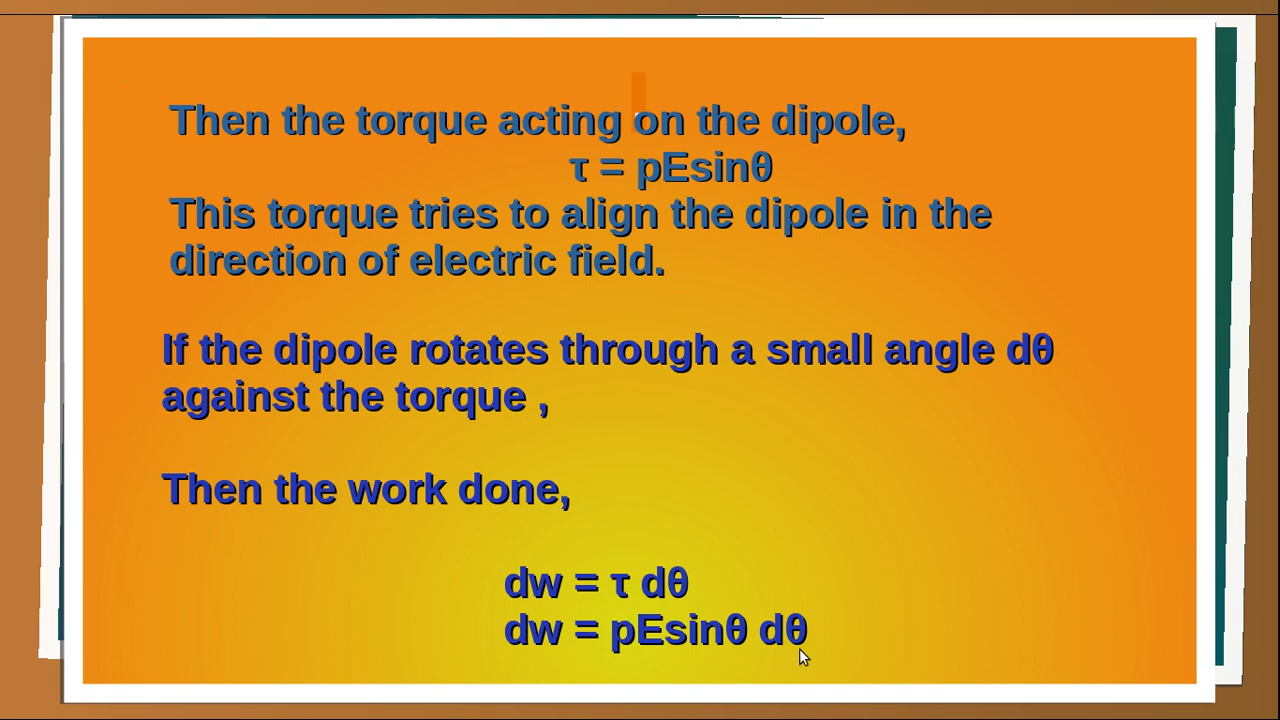 Then the torque acting on the dipole,
τ = pEsinθ
This torque tries to align the dipole in the
direction of electric field.
If the dipole rotates through a small angle dθ
against the torque ,
Then the work done,
dw = τ dθ
dw = pEsinθ dθ